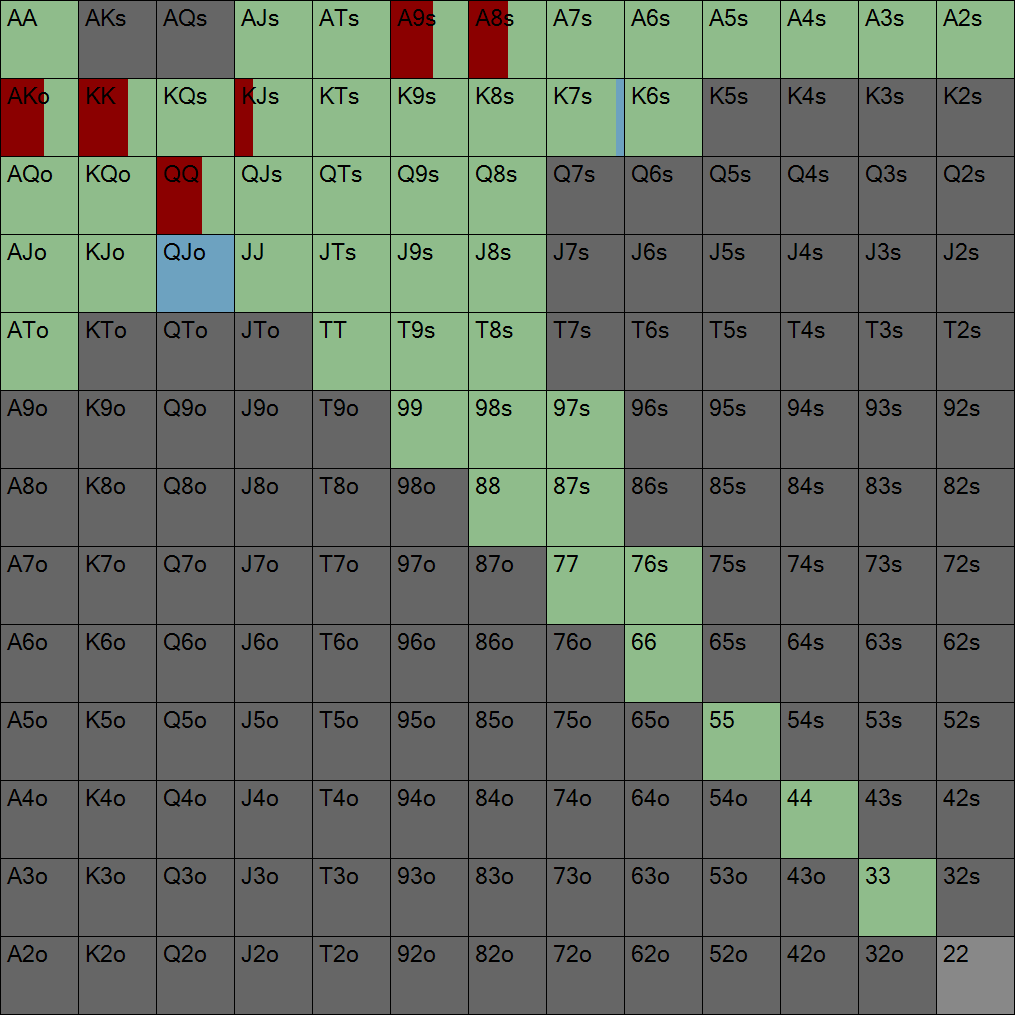 AA AKs AQs AJs ATs A9s A8s A7s A6s A5s A4s A3s A2s
AKo KK KQs KJs KTs K9s K8s K7s K6s K5s K4s K3s K2s
AQo KQo QQ QJs QTs Q9s Q8s Q7s Q6s Q5s Q4s Q3s Q2s
AJo KJo QJo JJ JTs J9s J8s J7s J6s J5s J4s J3s J2s
ATo KTo QTo JTo TT T9s T8s T7s T6s T5s T4s T3s T2s
A9o K9o Q9o J9o T9o 99 98s 97s 96s 95s 94s 93s 92s
A8o K8o Q8o J8o T8o 98o 88 87s 86s 85s 84s 83s 82s
A7o K7o Q7o J7o T7o 97o 87o 77 76s 75s 74s 73s 72s
A6o K6o Q6o J6o T6o 96o 86o 76o 66 65s 64s 63s 62s
A5o K5o Q5o J5o T5o 95o 85o 75o 65o 55 54s 53s 52s
A4o K4o Q4o J4o T4o 94o 84o 74o 64o 54o 44 43s 42s
A3o K3o Q3o J3o T3o 93o 83o 73o 63o 53o 43o 33 32s
A2o K2o Q2o J2o T2o 92o 82o 72o 62o 52o 42o 32o 22